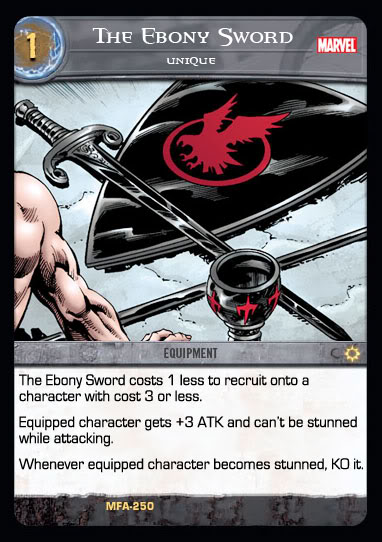 1
The Ebony Sword
MARVEL
UNIQUE
EQUIPMENT
C
The Ebony Sword costs 1 less to recruit onto a
character with cost 3 or less.
Equipped character gets +3 ATK and can't be stunned
while attacking.
Whenever equipped character becomes stunned, KO it.
MFA-250